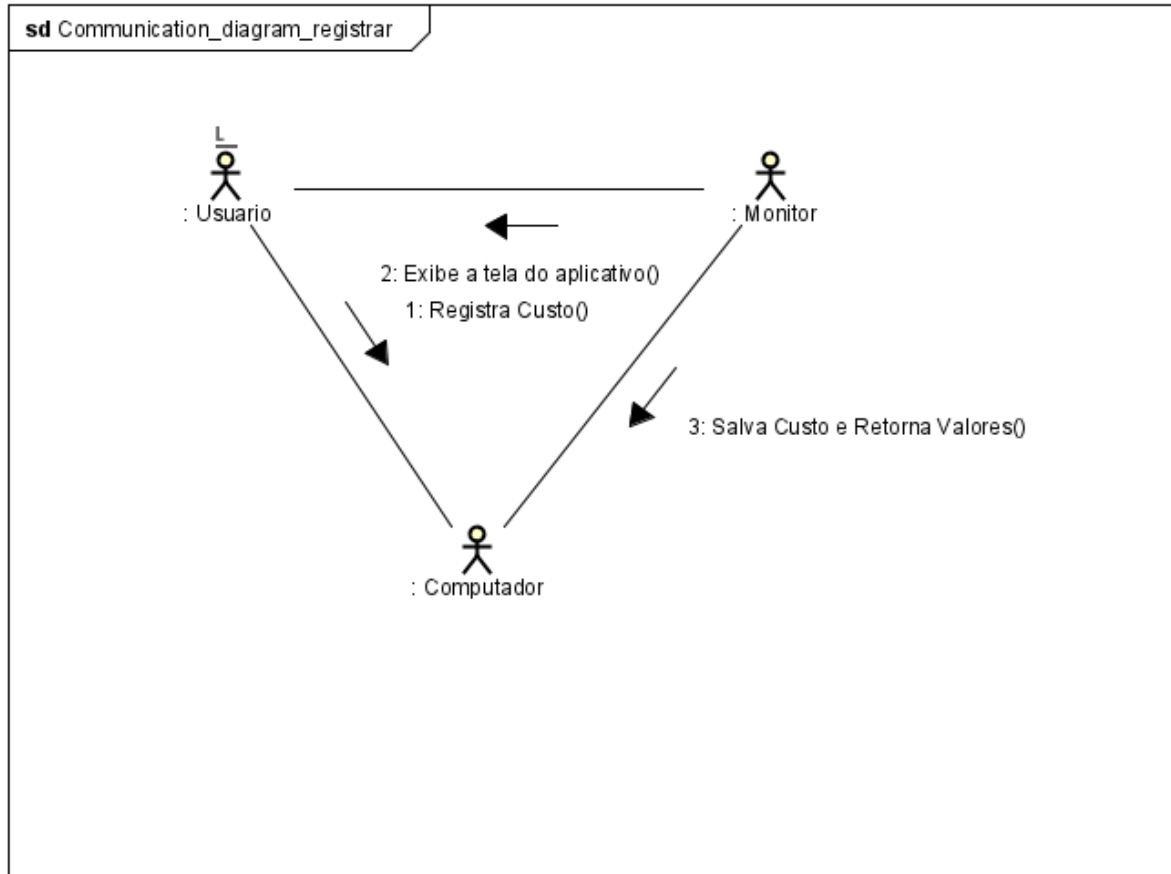 sd Communication_diagram_registrar
L
: Usuario
: Monitor
2: Exibe a tela do aplicativo()
1: Registra Custo()
3: Salva Custo e Retorna Valores()
: Computador